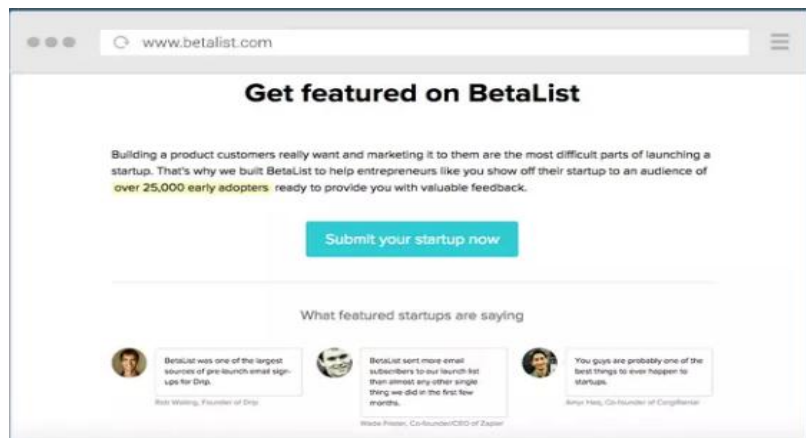 www.betalist.com
Get featured on BetaList
Building a product customers really want and marketing it to them are the most difficult parts of launching a
startup. That's why we built BetaList to help entrepreneurs like you show off their startup to an audience of
over 25,000 early adopters ready to provide you with valuable feedback.
Submit your startup now
What featured startups are saying
BetaList was one of the largest
sources of pre-launch email sign-
ups for Drip.
Rob Walling, Founder of Drip
BetaList sent more email
subscribers to our launch list
than almost any other single
thing we did in the first few
months.
Wade Foster, Co-founder/CEO of Zapier
You guys are probably one of the
best things to ever happen to
startups.
Co-founder of